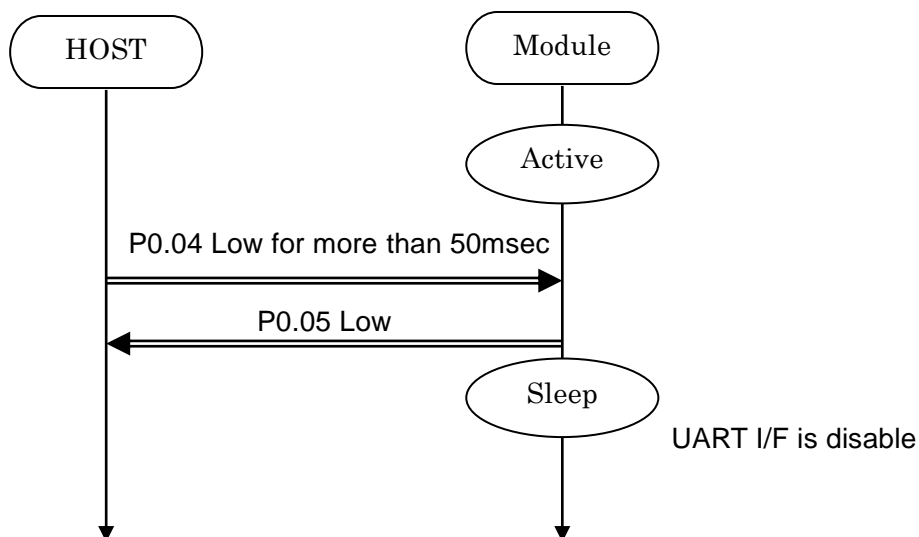 HOST
Module
Active
P0.04 Low for more than 50msec
P0.05 Low
Sleep
UART I/F is disable